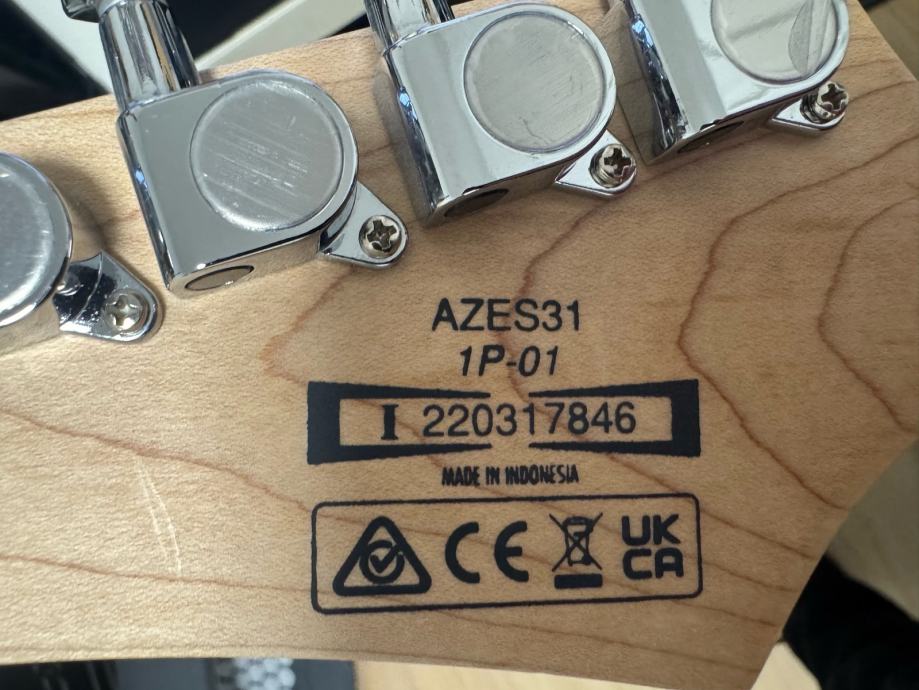 AZES31
1P-01
I 220317846
MADE IN INDONESIA
CE
UK
CA